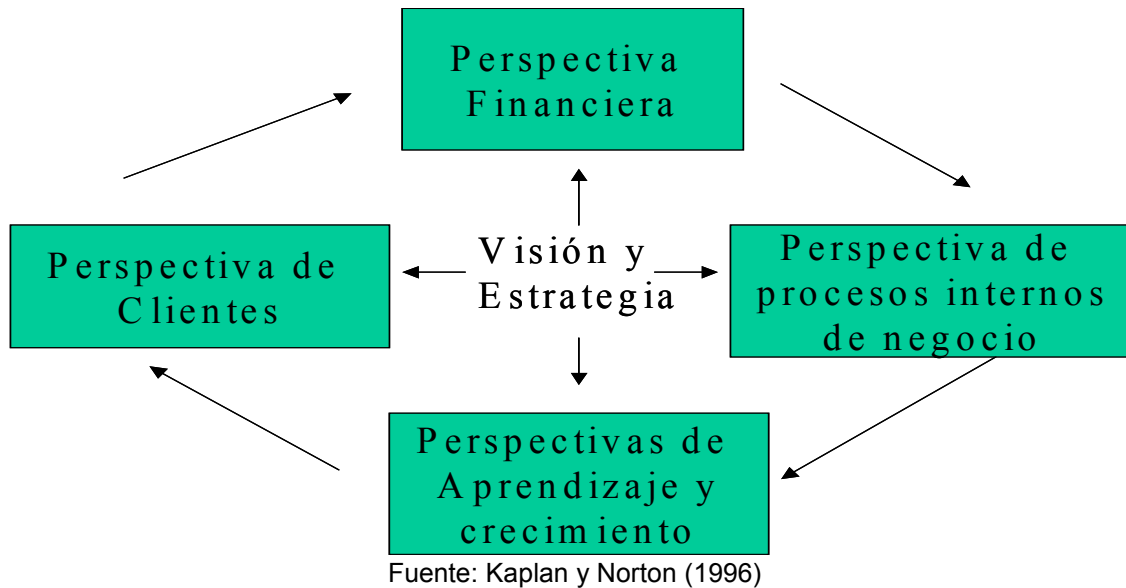 Perspectiva
Financiera
Perspectiva de
Clientes
Visión y
Estrategia
Perspectiva de
procesos internos
de negocio
Perspectivas de
Aprendizaje y
crecimiento
Fuente: Kaplan y Norton (1996)